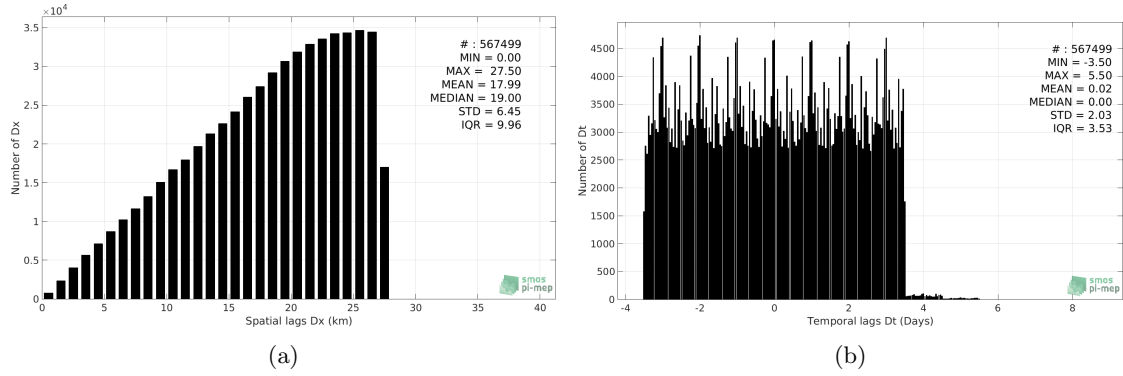 ×10⁴
3.5
3
2.5
2
1.5
1
0.5
0
Number of Dx
# : 567499
MIN = 0.00
MAX = 27.50
MEAN = 17.99
MEDIAN = 19.00
STD = 6.45
IQR = 9.96
smos
pi-mep
0 5 10 15 20 25 30 35 40
Spatial lags Dx (km)
(a)
4500
4000
3500
3000
2500
2000
1500
1000
500
0
Number of Dt
# : 567499
MIN = -3.50
MAX = 5.50
MEAN = 0.02
MEDIAN = 0.00
STD = 2.03
IQR = 3.53
smos
pi-mep
-4 -2 0 2 4 6 8
Temporal lags Dt (Days)
(b)